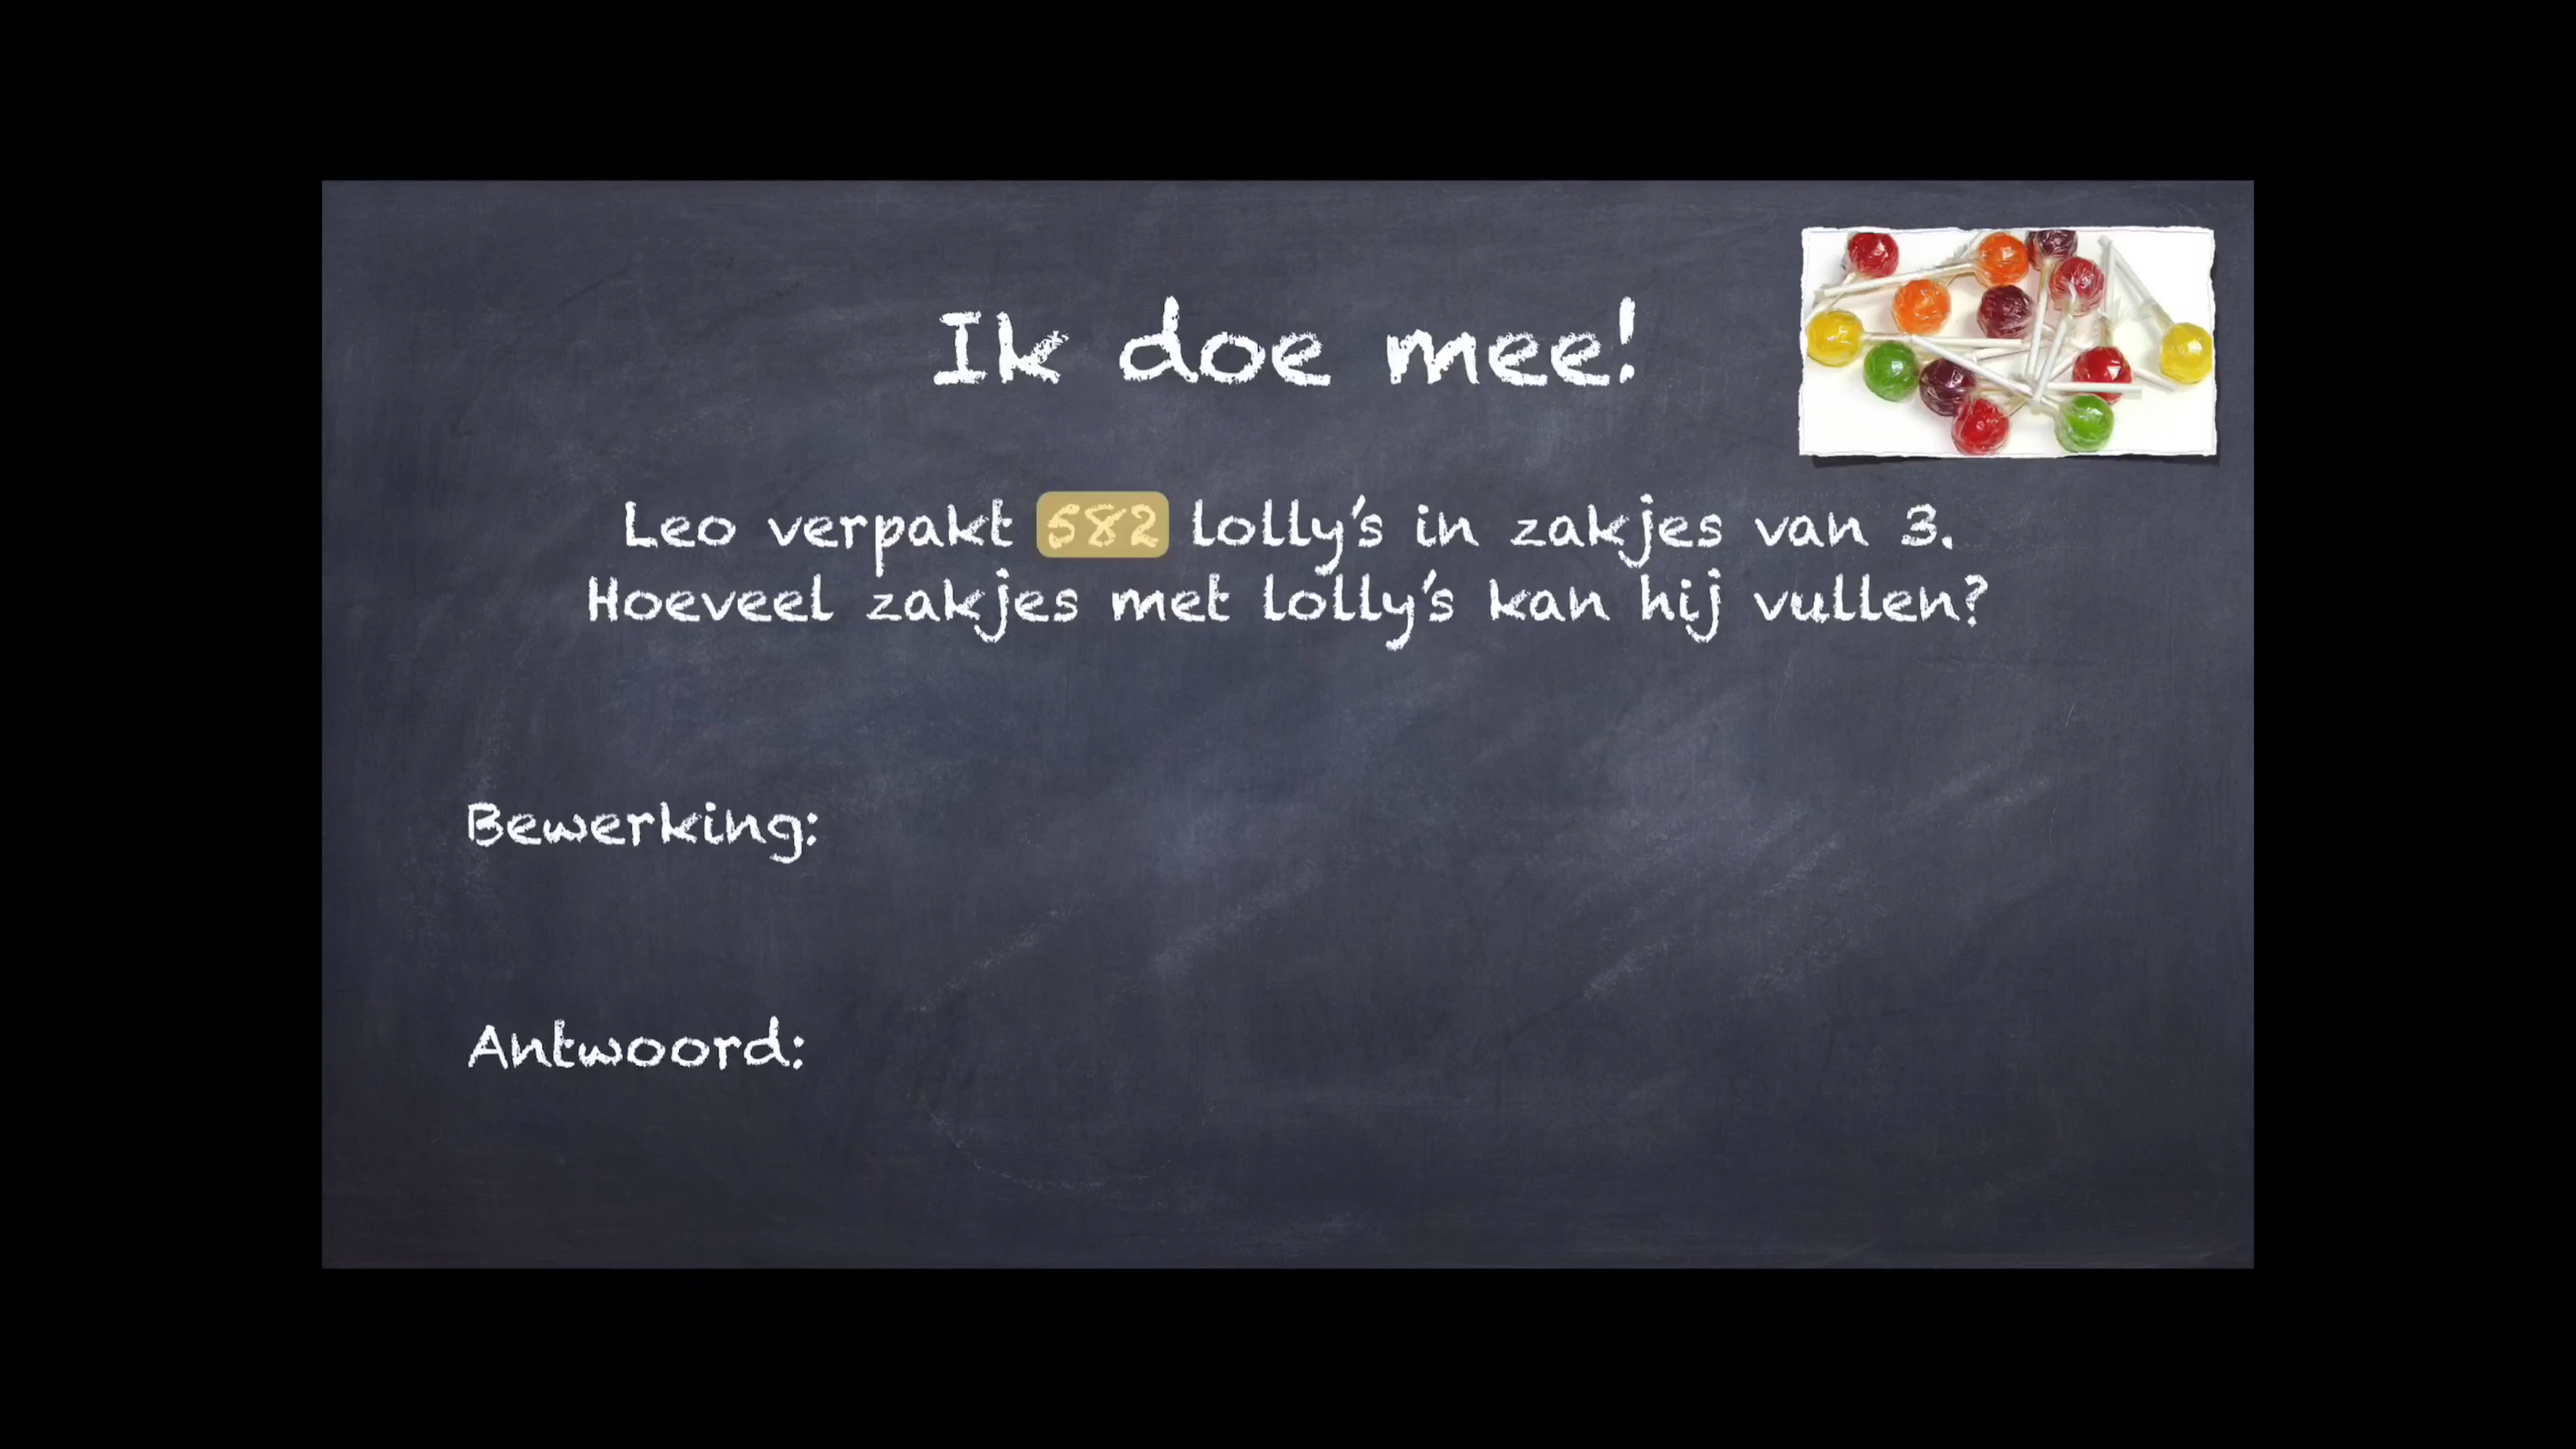 Ik doe mee!
Leo verpakt 582 lolly's in zakjes van 3.
Hoeveel zakjes met lolly's kan hij vullen?
Bewerking:
Antwoord: